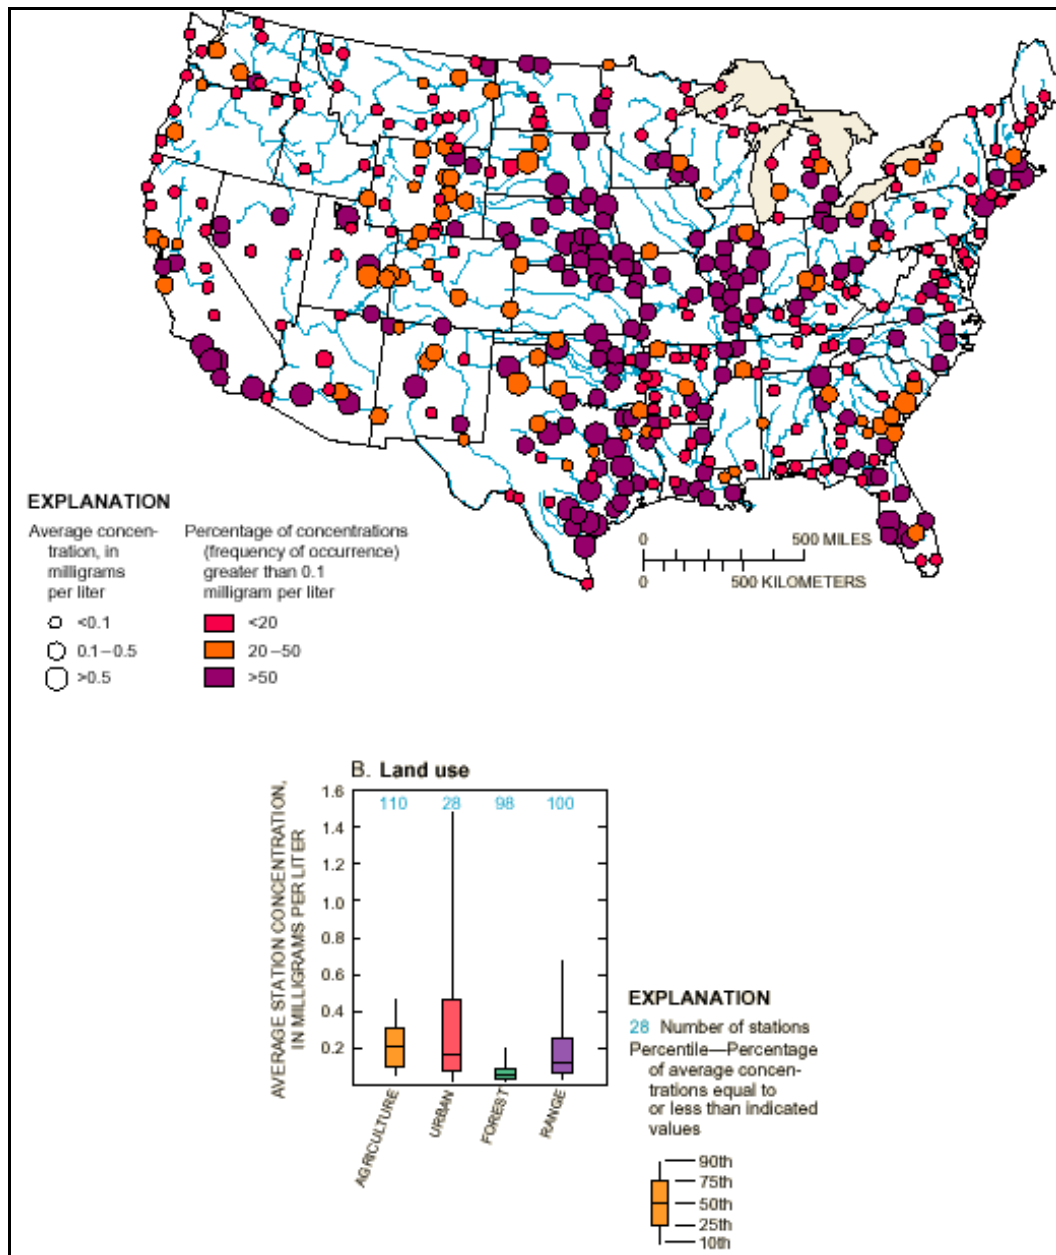 EXPLANATION
Average concen-
tration, in
milligrams
per liter
<0.1
0.1–0.5
>0.5
Percentage of concentrations
(frequency of occurrence)
greater than 0.1
milligram per liter
<20
20–50
>50
0 500 MILES
0 500 KILOMETERS
B. Land use
AVERAGE STATION CONCENTRATION,
IN MILLIGRAMS PER LITER
1.6
1.4
1.2
1.0
0.8
0.6
0.4
0.2
110 28 98 100
AGRICULTURE
URBAN
FOREST
RANGE
EXPLANATION
28 Number of stations
Percentile—Percentage
of average concen-
trations equal to
or less than indicated
values
90th
75th
50th
25th
10th